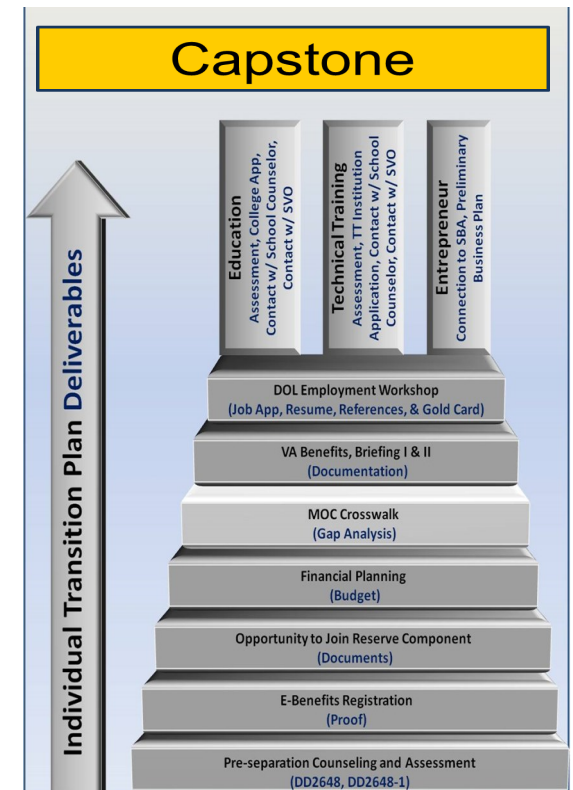 Capstone
Individual Transition Plan Deliverables
Education
Assessment, College App,
Contact w/ School Counselor,
Contact w/ SVO
Technical Training
Assessment, TT Institution
Application, Contact w/ School
Counselor, Contact w/ SVO
Entrepreneur
Connection to SBA, Preliminary
Business Plan
DOL Employment Workshop
(Job App, Resume, References, & Gold Card)
VA Benefits, Briefing I & II
(Documentation)
MOC Crosswalk
(Gap Analysis)
Financial Planning
(Budget)
Opportunity to Join Reserve Component
(Documents)
E-Benefits Registration
(Proof)
Pre-separation Counseling and Assessment
(DD2648, DD2648-1)